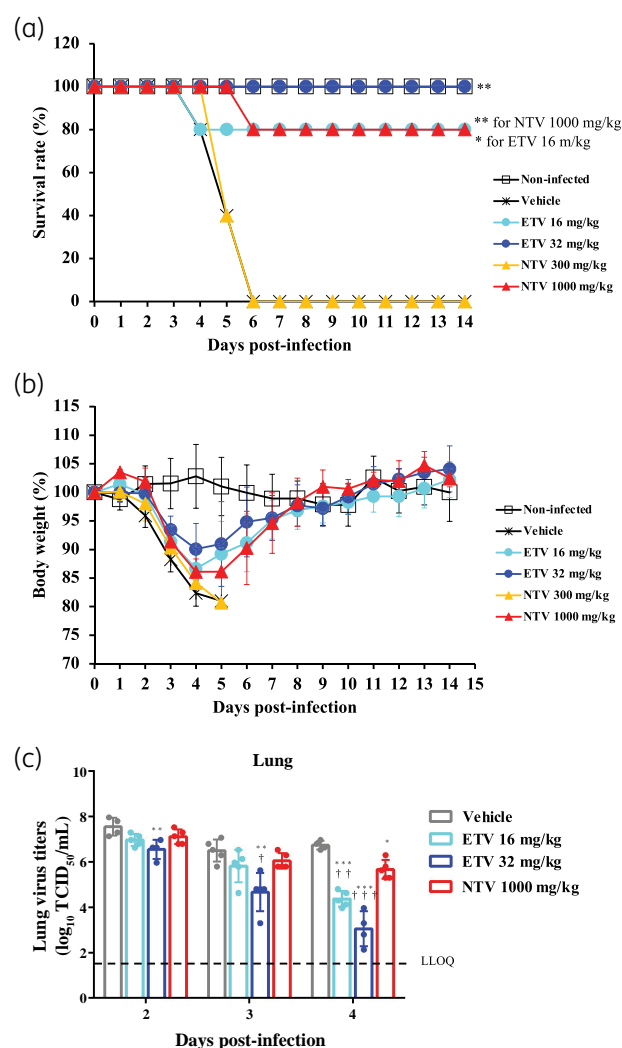 (a)
120
100
80
60
40
20
0
Survival rate (%)
**
** for NTV 1000 mg/kg
* for ETV 16 m/kg
Non-infected
Vehicle
ETV 16 mg/kg
ETV 32 mg/kg
NTV 300 mg/kg
NTV 1000 mg/kg
0 1 2 3 4 5 6 7 8 9 10 11 12 13 14
Days post-infection
(b)
115
110
105
100
95
90
85
80
75
70
Body weight (%)
Non-infected
Vehicle
ETV 16 mg/kg
ETV 32 mg/kg
NTV 300 mg/kg
NTV 1000 mg/kg
0 1 2 3 4 5 6 7 8 9 10 11 12 13 14 15
Days post-infection
(c)
Lung
10
8
6
4
2
0
Lung virus titers
(log10 TCID50/mL)
**
**
†
***
††
***
†††
*
Vehicle
ETV 16 mg/kg
ETV 32 mg/kg
NTV 1000 mg/kg
LLOQ
2 3 4
Days post-infection